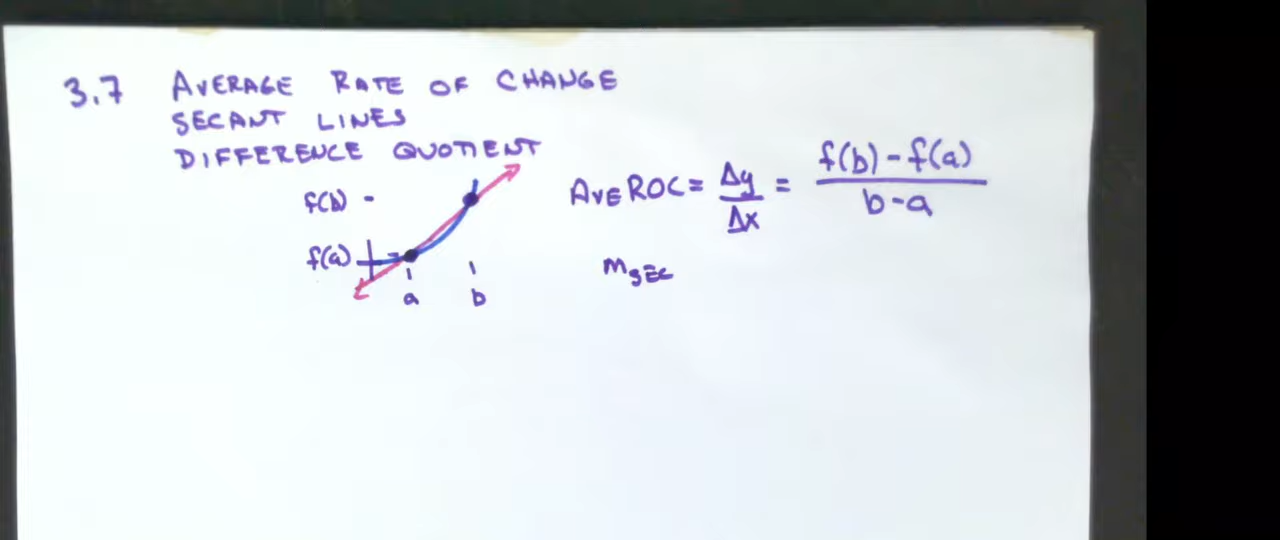 3.7 AVERAGE RATE OF CHANGE
SECANT LINES
DIFFERENCE QUOTIENT
f(b)
f(a)
a b
AVE ROC = Δy/Δx = f(b)-f(a)/b-a
mSEC